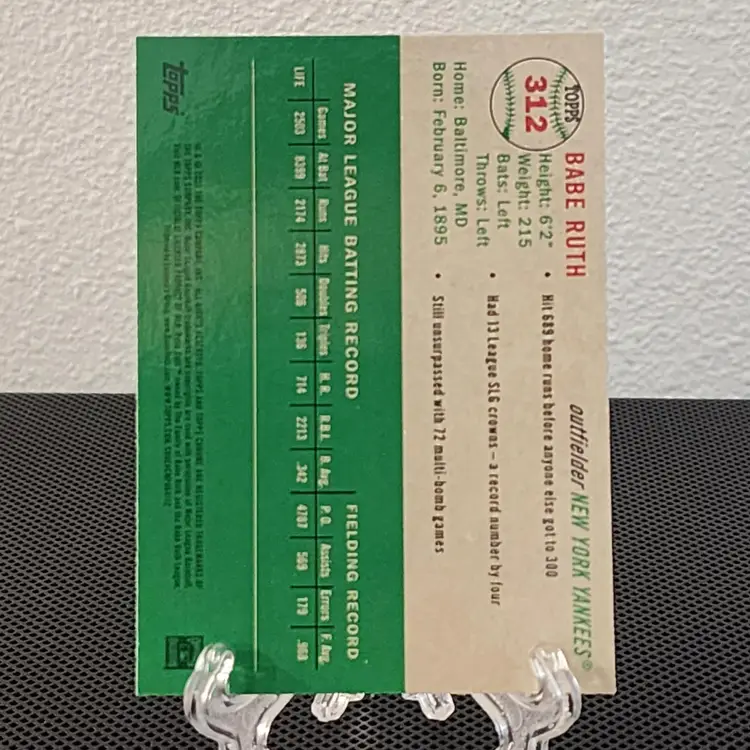 TOPPS
312
BABE RUTH
outfielder NEW YORK YANKEES®
Height: 6'2"
Weight: 215
Bats: Left
Throws: Left
Home: Baltimore, MD
Born: February 6, 1895
• Hit 689 home runs before anyone else got to 300
• Had 13 league SLG crowns — a record number by four
• Still unsurpassed with 72 multi-bomb games
MAJOR LEAGUE BATTING RECORD FIELDING RECORD
Games At Bat Runs Hits Doubles Triples H.R. R.B.I. B. Avg. P.O. Assists Errors F. Avg.
LIFE 2503 8399 2174 2873 506 136 714 2213 .342 4707 569 179 .968
topps